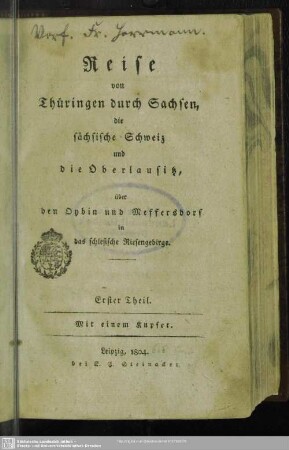 Verf. Fr. Herrmann.
Reise
von
Thüringen durch Sachsen,
die
sächsische Schweiz
und
die Oberlausitz,
über
den Oybin und Meffersdorf
in
das schlesische Riesengebirge.
Erster Theil.
Mit einem Kupfer.
Leipzig, 1804.
bei C. G. Steinacker